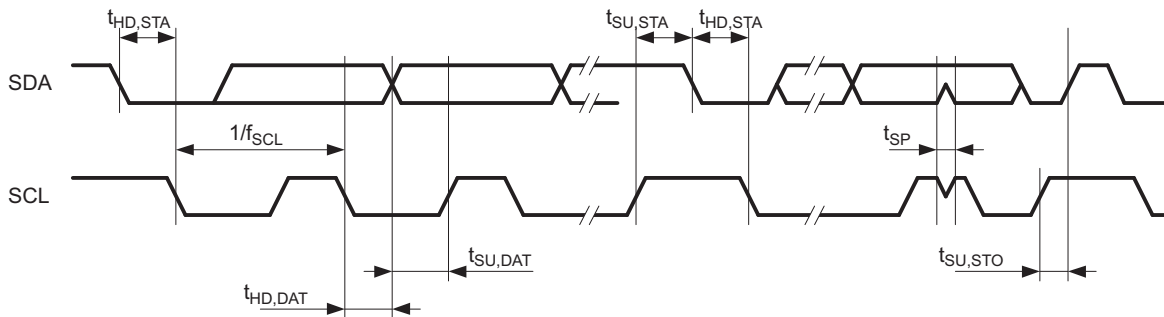 tHD,STA
tSU,STA
tHD,STA
SDA
1/fSCL
tSP
SCL
tSU,DAT
tSU,STO
tHD,DAT